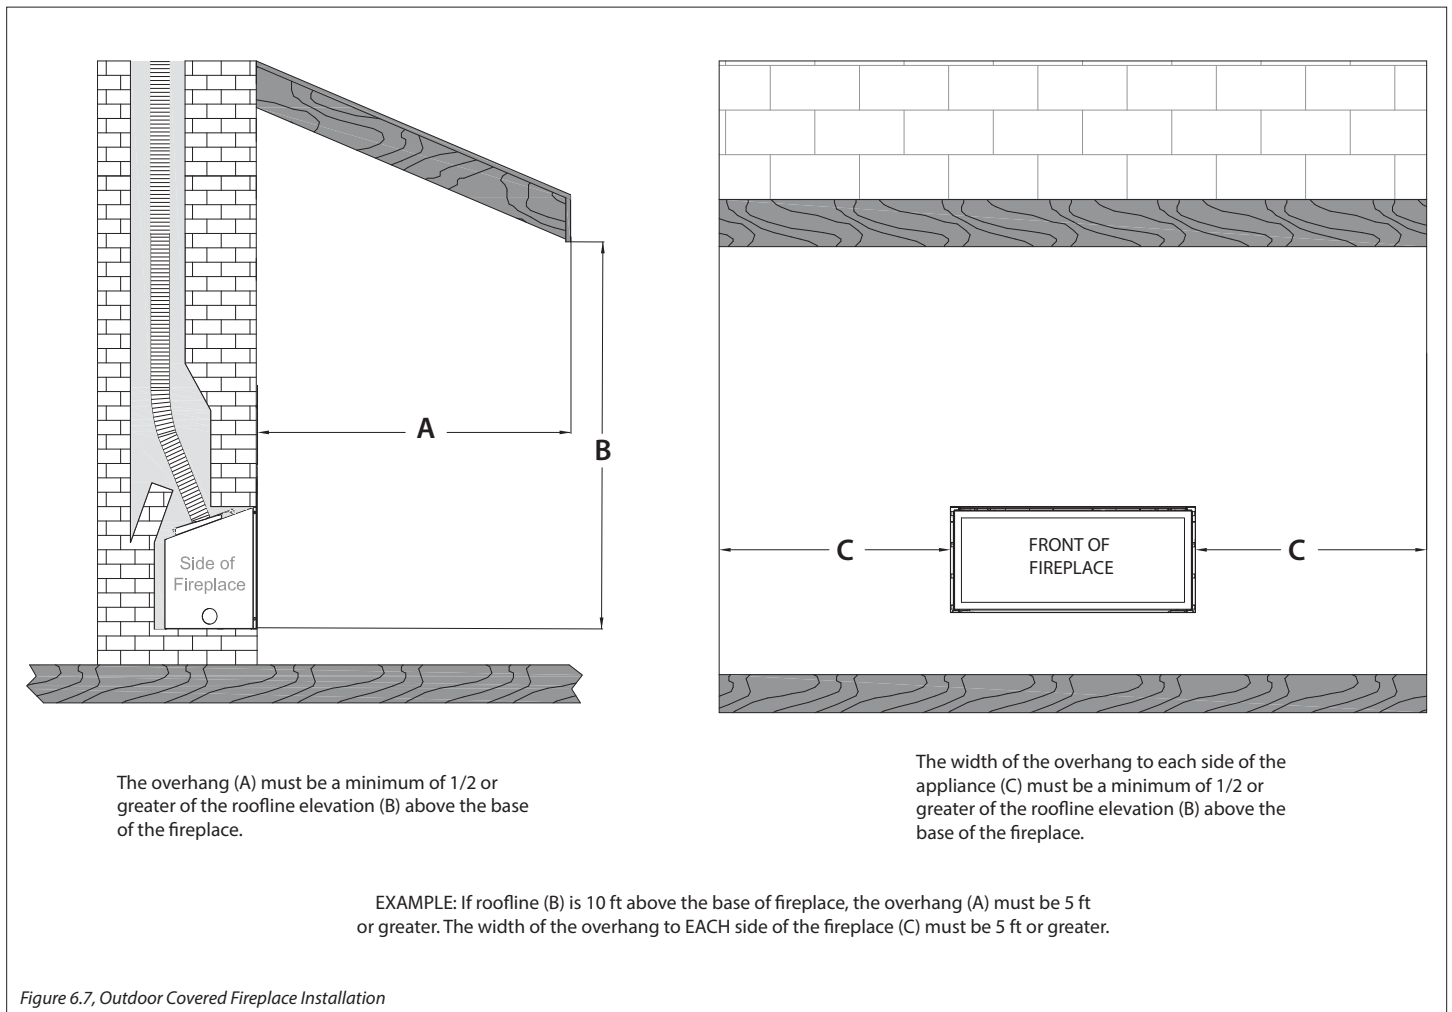 A
B
Side of
Fireplace
C
FRONT OF
FIREPLACE
C
The overhang (A) must be a minimum of 1/2 or
greater of the roofline elevation (B) above the base
of the fireplace.
The width of the overhang to each side of the
appliance (C) must be a minimum of 1/2 or
greater of the roofline elevation (B) above the
base of the fireplace.
EXAMPLE: If roofline (B) is 10 ft above the base of fireplace, the overhang (A) must be 5 ft
or greater. The width of the overhang to EACH side of the fireplace (C) must be 5 ft or greater.
Figure 6.7, Outdoor Covered Fireplace Installation